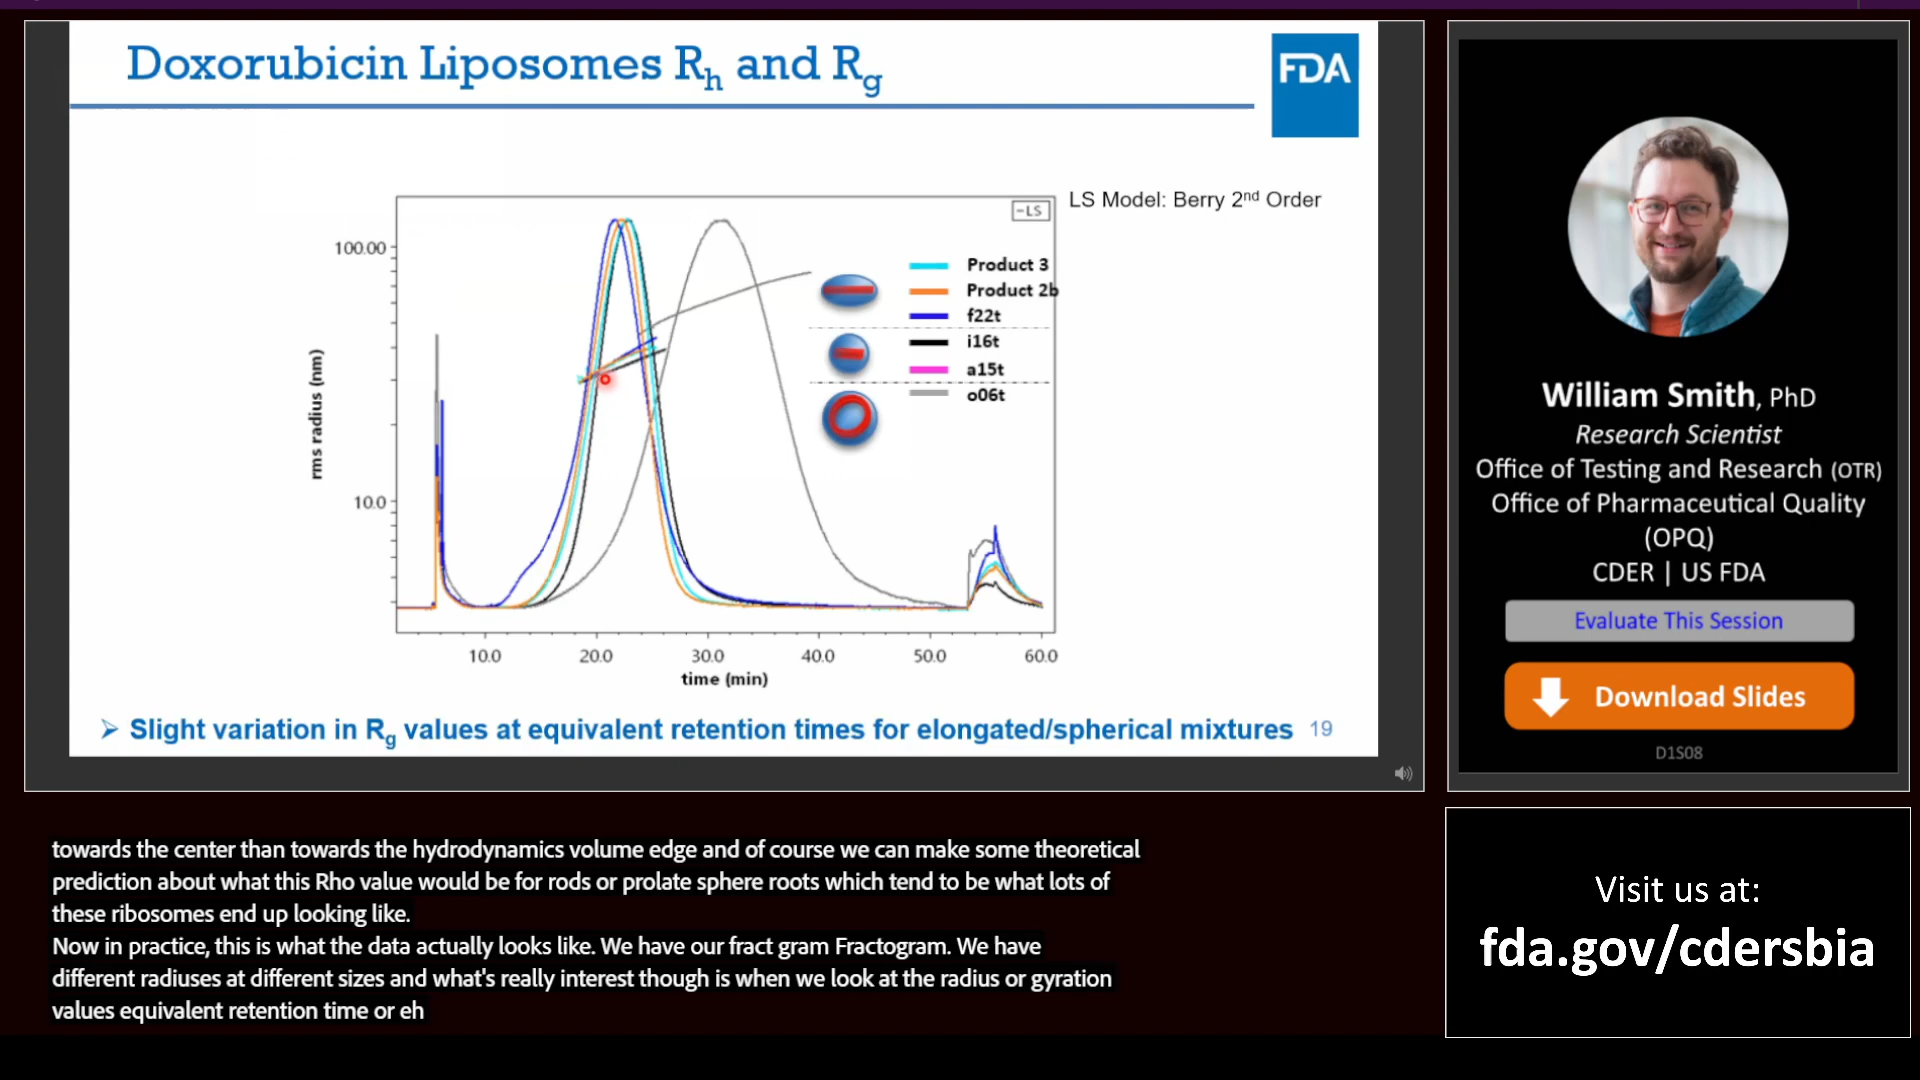 Doxorubicin Liposomes Rh and Rg
FDA
LS Model: Berry 2nd Order
LS
100.00
10.0
rms radius (nm)
Product 3
Product 2b
f22t
i16t
a15t
o06t
10.0 20.0 30.0 40.0 50.0 60.0
time (min)
Slight variation in Rg values at equivalent retention times for elongated/spherical mixtures 19
William Smith, PhD
Research Scientist
Office of Testing and Research (OTR)
Office of Pharmaceutical Quality
(OPQ)
CDER | US FDA
Evaluate This Session
Download Slides
D1S08
towards the center than towards the hydrodynamics volume edge and of course we can make some theoretical
prediction about what this Rho value would be for rods or prolate sphere roots which tend to be what lots of
these ribosomes end up looking like.
Now in practice, this is what the data actually looks like. We have our fract gram Fractogram. We have
different radiuses at different sizes and what's really interest though is when we look at the radius or gyration
values equivalent retention time or eh
Visit us at:
fda.gov/cdersbia